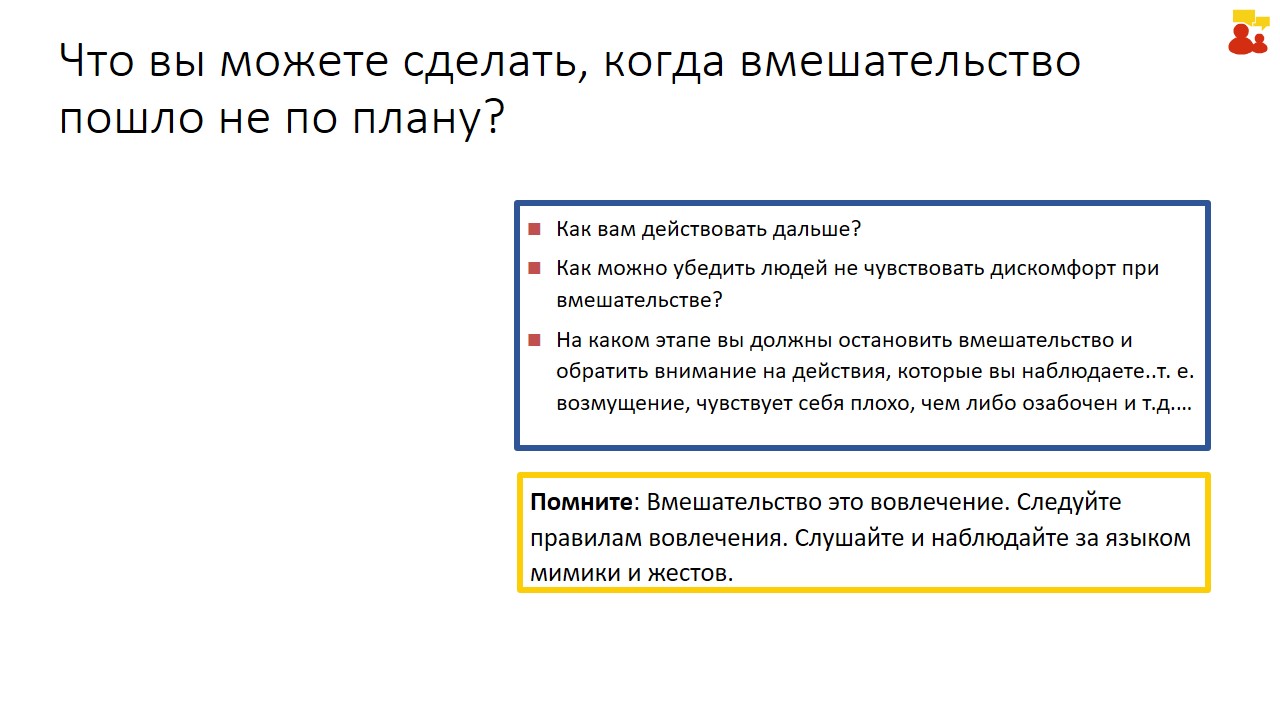 Что вы можете сделать, когда вмешательство
пошло не по плану?
Как вам действовать дальше?
Как можно убедить людей не чувствовать дискомфорт при
вмешательстве?
На каком этапе вы должны остановить вмешательство и
обратить внимание на действия, которые вы наблюдаете..т. е.
возмущение, чувствует себя плохо, чем либо озабочен и т.д....
Помните: Вмешательство это вовлечение. Следуйте
правилам вовлечения. Слушайте и наблюдайте за языком
мимики и жестов.